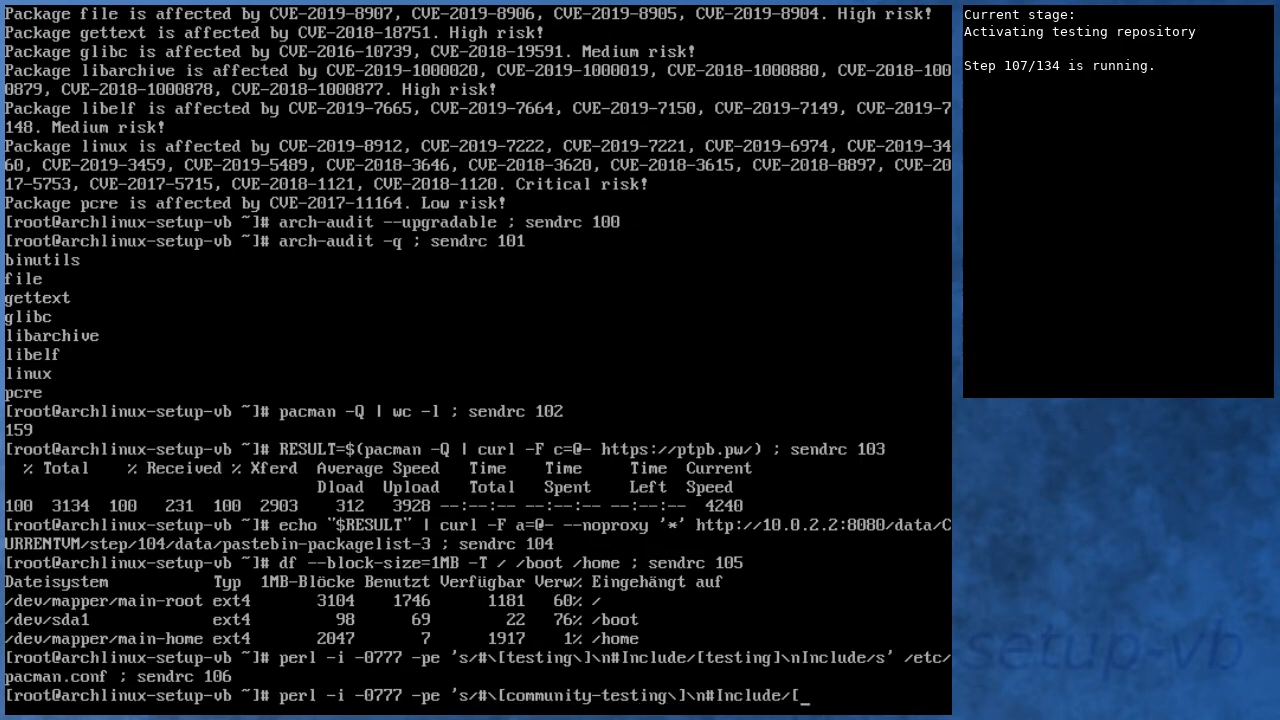 Package file is affected by CVE-2019-8907, CVE-2019-8906, CVE-2019-8905, CVE-2019-8904. High risk!
Package gettext is affected by CVE-2018-18751. High risk!
Package glibc is affected by CVE-2016-10739, CVE-2018-19591. Medium risk!
Package libarchive is affected by CVE-2019-1000020, CVE-2019-1000019, CVE-2018-1000880, CVE-2018-100
0879, CVE-2018-1000878, CVE-2018-1000877. High risk!
Package libelf is affected by CVE-2019-7665, CVE-2019-7664, CVE-2019-7150, CVE-2019-7149, CVE-2019-7
148. Medium risk!
Package linux is affected by CVE-2019-8912, CVE-2019-7222, CVE-2019-7221, CVE-2019-6974, CVE-2019-34
60, CVE-2019-3459, CVE-2019-5489, CVE-2018-3646, CVE-2018-3620, CVE-2018-3615, CVE-2018-8897, CVE-20
17-5753, CVE-2017-5715, CVE-2018-1121, CVE-2018-1120. Critical risk!
Package pcre is affected by CVE-2017-11164. Low risk!
[root@archlinux-setup-vb ~]# arch-audit --upgradable ; sendrc 100
[root@archlinux-setup-vb ~]# arch-audit -q ; sendrc 101
binutils
file
gettext
glibc
libarchive
libelf
linux
pcre
[root@archlinux-setup-vb ~]# pacman -Q | wc -l ; sendrc 102
159
[root@archlinux-setup-vb ~]# RESULT=$(pacman -Q | curl -F c=@- https://ptpb.pw/) ; sendrc 103
  % Total    % Received % Xferd  Average Speed   Time    Time     Time  Current
                                 Dload  Upload   Total   Spent    Left  Speed
100  3134  100   231  100  2903    312   3928 --:--:-- --:--:-- --:--:--  4240
[root@archlinux-setup-vb ~]# echo "$RESULT" | curl -F a=@- --noproxy '*' http://10.0.2.2:8080/data/C
URRENTVM/step/104/data/pastebin-packagelist-3 ; sendrc 104
[root@archlinux-setup-vb ~]# df --block-size=1MB -T / /boot /home ; sendrc 105
Dateisystem           Typ  1MB-Blöcke Benutzt Verfügbar Verw% Eingehängt auf
/dev/mapper/main-root ext4       3104    1746      1181   60% /
/dev/sda1             ext4         98      69        22   76% /boot
/dev/mapper/main-home ext4       2047       7      1917    1% /home
[root@archlinux-setup-vb ~]# perl -i -0777 -pe 's/#\[testing\]\n#Include/[testing]\nInclude/s' /etc/
pacman.conf ; sendrc 106
[root@archlinux-setup-vb ~]# perl -i -0777 -pe 's/#\[community-testing\]\n#Include/[_
Current stage:
Activating testing repository
Step 107/134 is running.
setup-vb